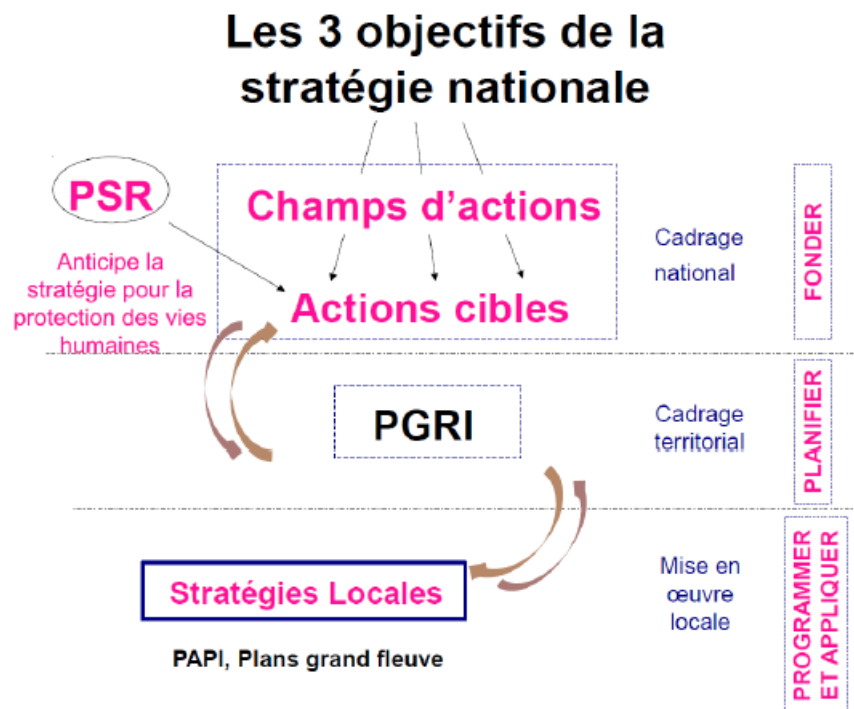 Les 3 objectifs de la
stratégie nationale
PSR
Anticipe la
stratégie pour la
protection des vies
humaines
Champs d'actions
Actions cibles
Cadrage
national
FONDER
PGRI
Cadrage
territorial
PLANIFIER
Stratégies Locales
PAPI, Plans grand fleuve
Mise en
œuvre
locale
PROGRAMMER
ET APPLIQUER